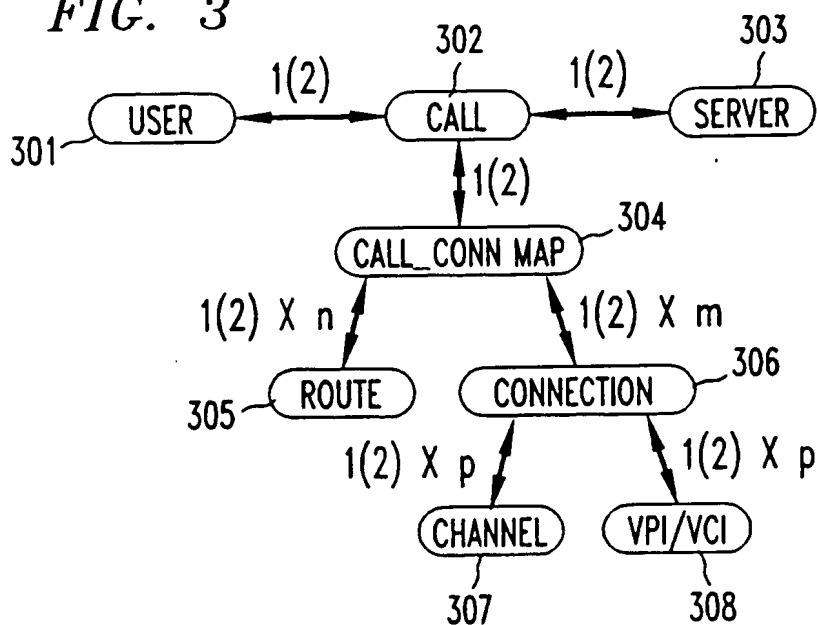 FIG. 3
302
303
1(2)
1(2)
USER
CALL
SERVER
301
1(2)
304
CALL_CONN MAP
1(2) X n
1(2) X m
306
ROUTE
CONNECTION
305
1(2) X p
1(2) X p
CHANNEL
VPI/VCI
307
308